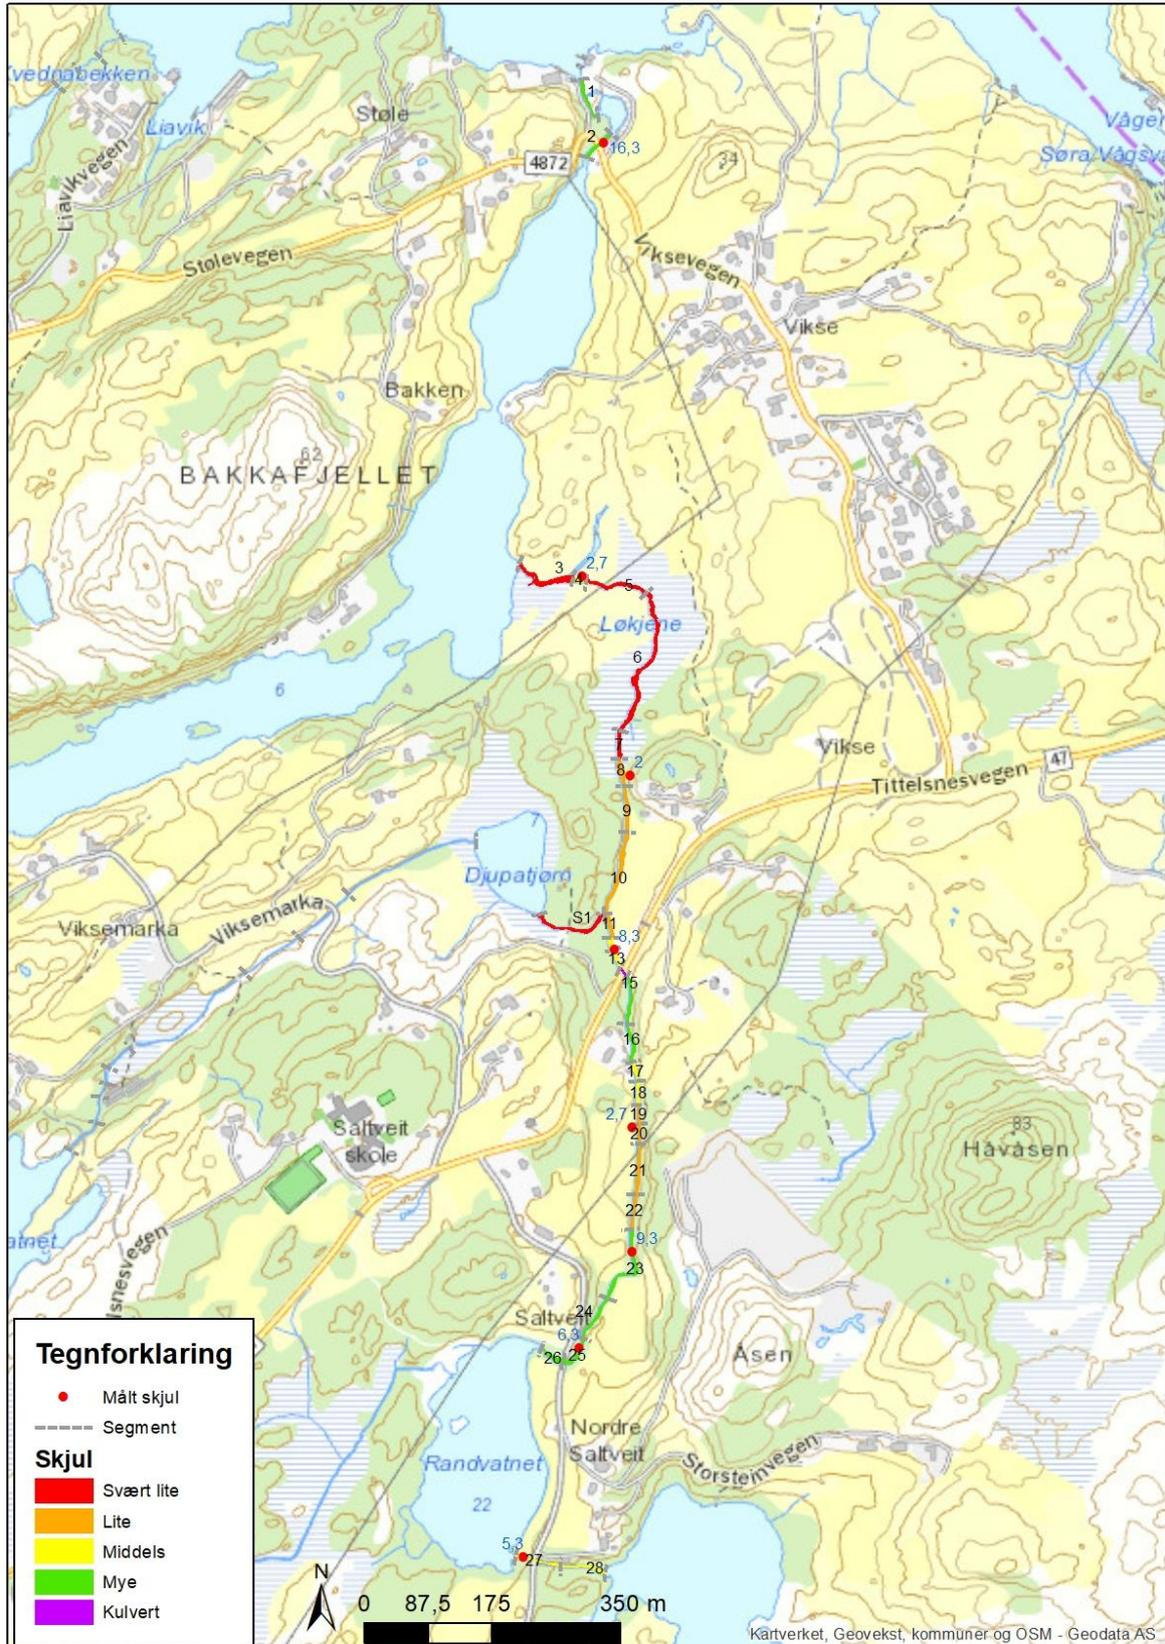 vednabekken
Liavik
Støle
Liavikvegen
1
2
16,3
4872
34
Våger
Søra Vågsv
Stølevegen
Viksevegen
Vikse
Bakken
62
BAKKAFJELLET
3
4
2,7
5
Løkjene
6
6
7
8
2
Vikse
47
Tittelsnesvegen
9
7
Djupatjørn
10
Viksemarka
Viksemarka
S1
11
8,3
13
15
16
17
18
2,7
19
20
Saltveit
skole
83
Håvåsen
21
22
atnet
lsnesvegen
9,3
23
24
Saltveit
6,3
25
26
Åsen
Nordre
Saltveit
Storsteinvegen
Randvatnet
22
5,3
27
28
Tegnforklaring
Målt skjul
Segment
Skjul
Svært lite
Lite
Middels
Mye
Kulvert
N
0 87,5 175 350 m
Kartverket, Geovekst, kommuner og OSM - Geodata AS